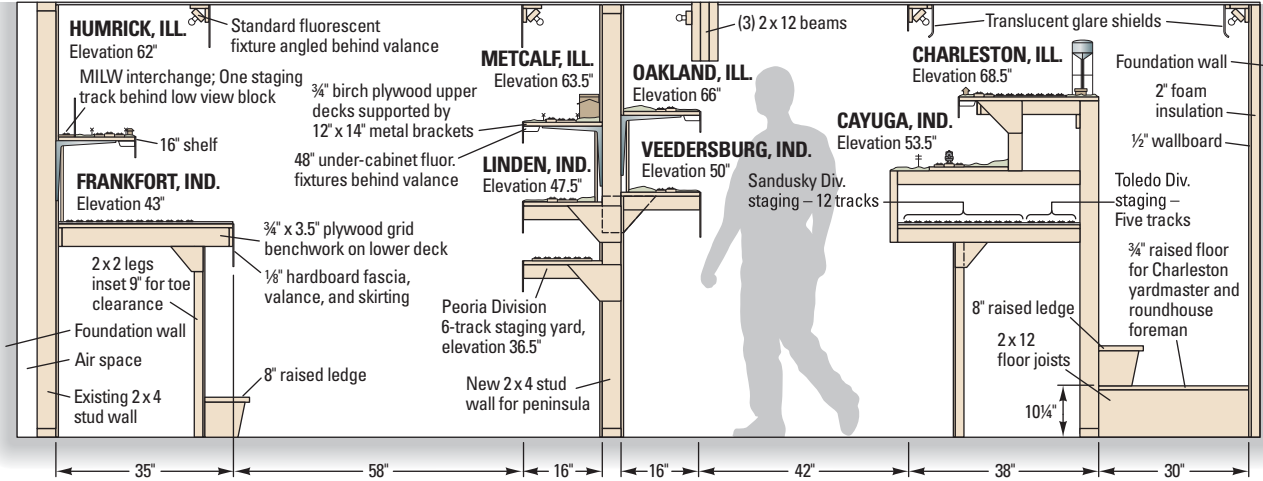 HUMRICK, ILL.
Elevation 62"
MILW interchange; One staging
track behind low view block
Standard fluorescent
fixture angled behind valance
16" shelf
FRANKFORT, IND.
Elevation 43"
¾" birch plywood upper
decks supported by
12" x 14" metal brackets
48" under-cabinet fluor.
fixtures behind valance
METCALF, ILL.
Elevation 63.5"
LINDEN, IND.
Elevation 47.5"
¾" x 3.5" plywood grid
benchwork on lower deck
⅛" hardboard fascia,
valance, and skirting
2 x 2 legs
inset 9" for toe
clearance
Foundation wall
Air space
Existing 2 x 4
stud wall
8" raised ledge
Peoria Division
6-track staging yard,
elevation 36.5"
New 2 x 4 stud
wall for peninsula
(3) 2 x 12 beams
OAKLAND, ILL.
Elevation 66"
VEEDERSBURG, IND.
Elevation 50"
Translucent glare shields
CHARLESTON, ILL.
Elevation 68.5"
CAYUGA, IND.
Elevation 53.5"
Sandusky Div.
staging – 12 tracks
Foundation wall
2" foam
insulation
½" wallboard
Toledo Div.
staging –
Five tracks
¾" raised floor
for Charleston
yardmaster and
roundhouse
foreman
8" raised ledge
2 x 12
floor joists
10¼"
35"
58"
16"
16"
42"
38"
30"